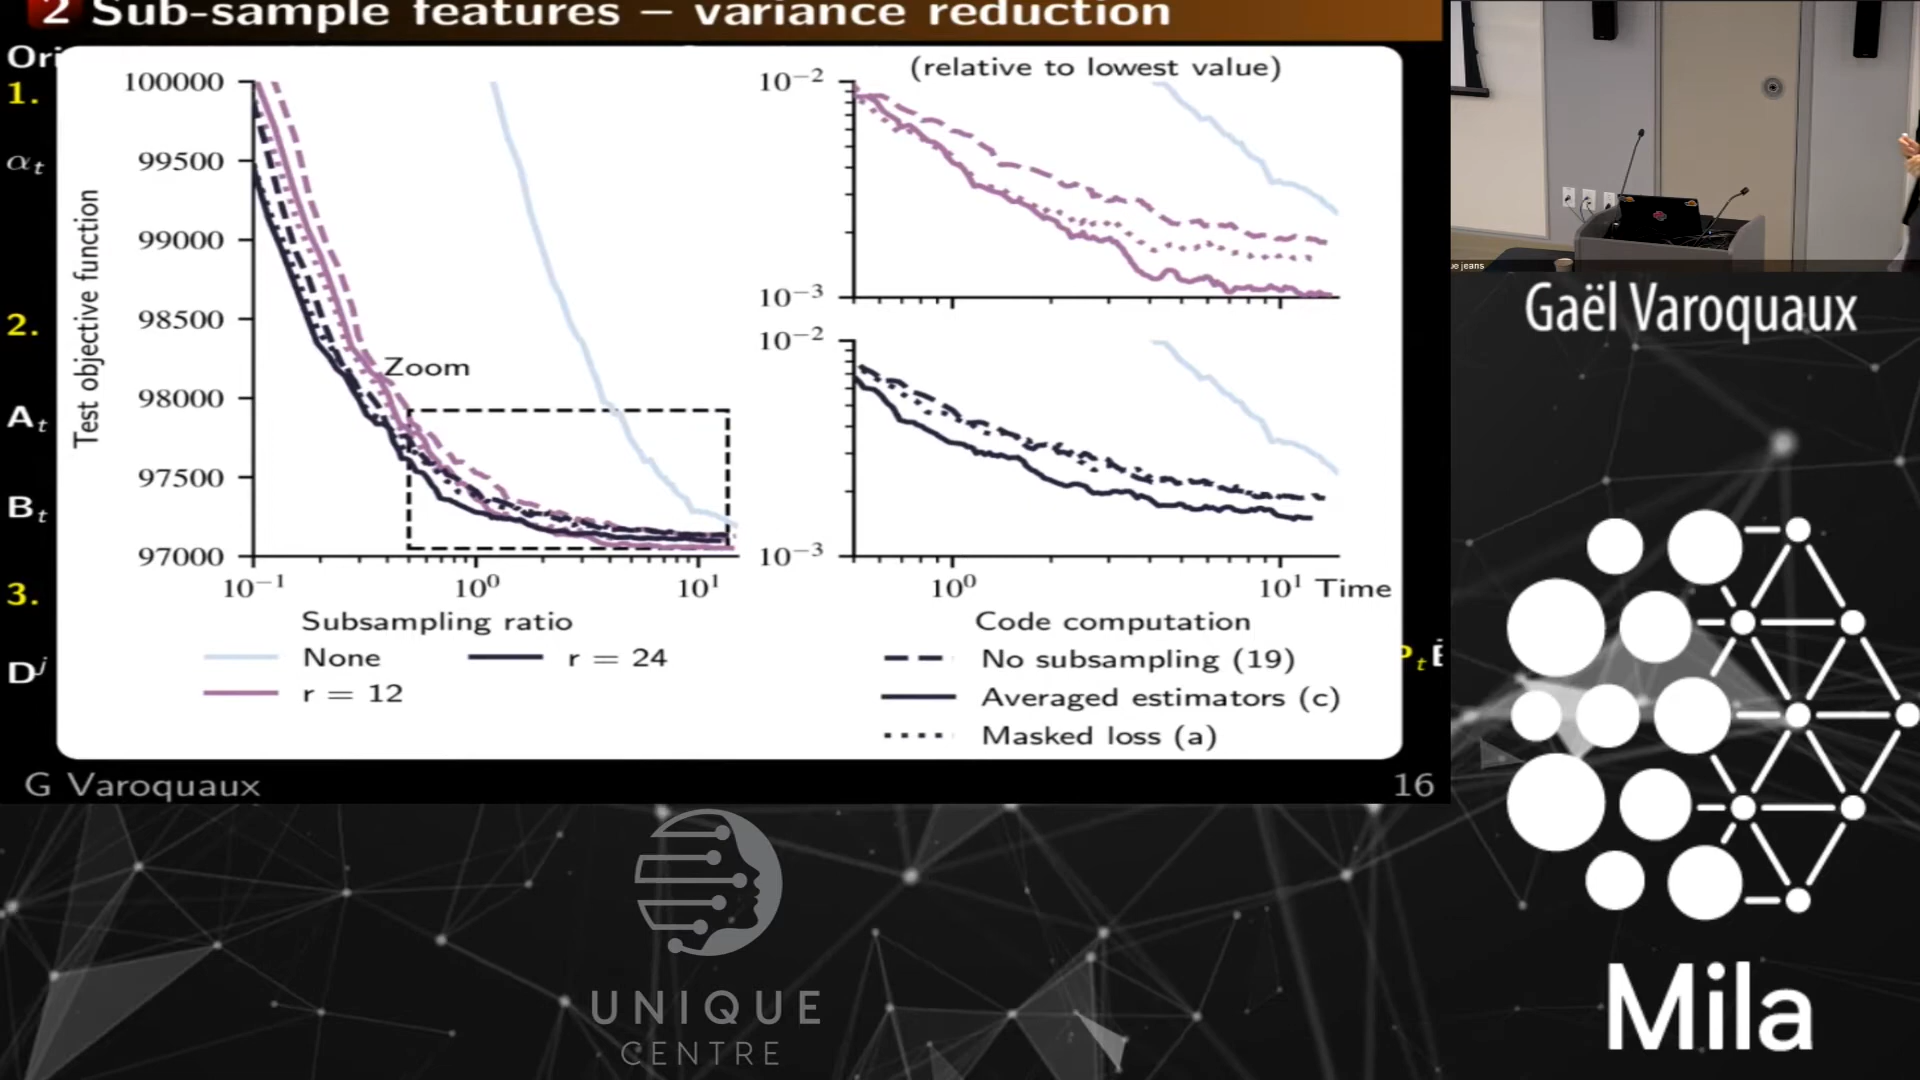 2 Sub-sample features – variance reduction
Ori
1.
αt
2.
At
Bt
3.
Dj
Test objective function
100000
99500
99000
98500
98000
97500
97000
Zoom
10−1
100
101
(relative to lowest value)
10−2
10−3
10−2
10−3
100
101 Time
Subsampling ratio
None
r = 24
r = 12
Code computation
No subsampling (19)
Averaged estimators (c)
Masked loss (a)
G Varoquaux
16
ue jeans
Gaël Varoquaux
Mila
UNIQUE
CENTRE